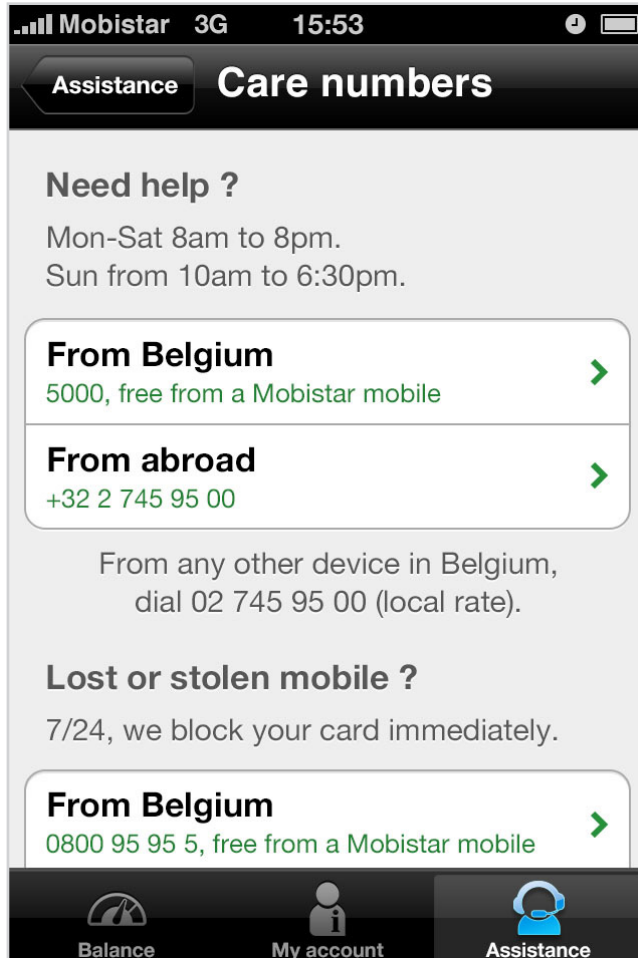 Mobistar 3G 15:53
Assistance Care numbers
Need help ?
Mon-Sat 8am to 8pm.
Sun from 10am to 6:30pm.
From Belgium
5000, free from a Mobistar mobile
From abroad
+32 2 745 95 00
From any other device in Belgium,
dial 02 745 95 00 (local rate).
Lost or stolen mobile ?
7/24, we block your card immediately.
From Belgium
0800 95 95 5, free from a Mobistar mobile
Balance My account Assistance